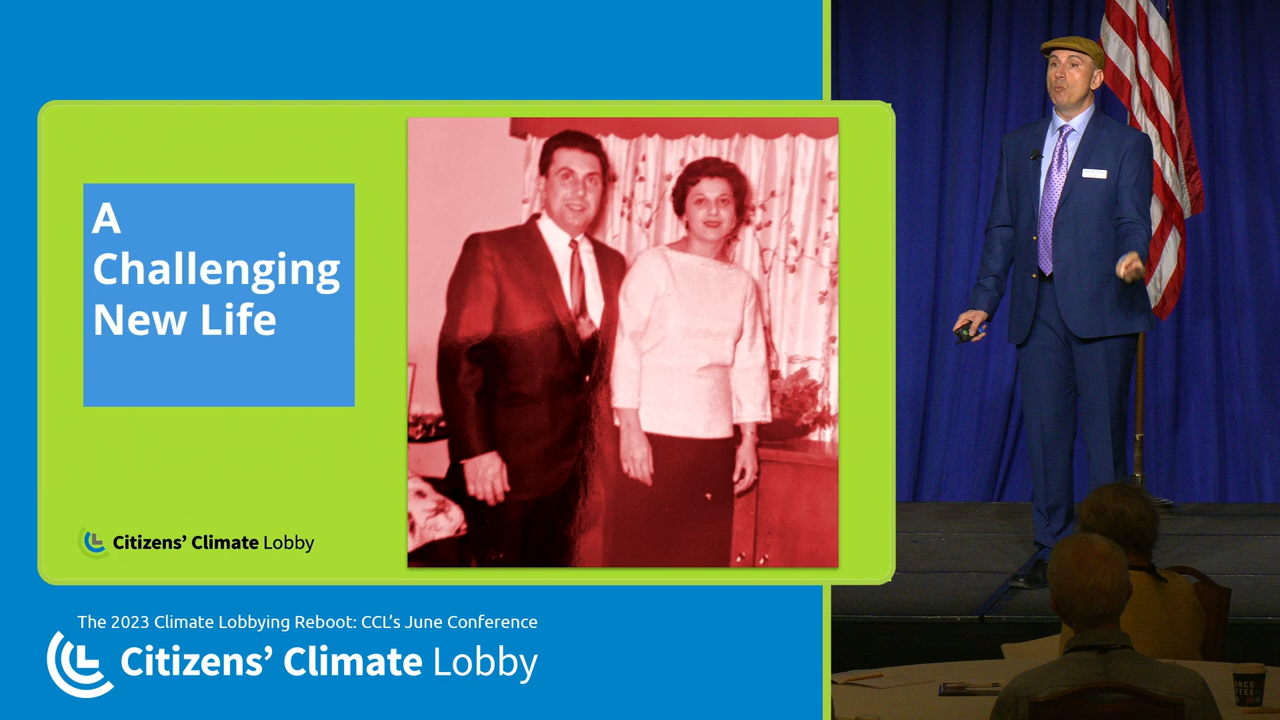 A
Challenging
New Life
Citizens’ Climate Lobby
The 2023 Climate Lobbying Reboot: CCL’s June Conference
Citizens’ Climate Lobby